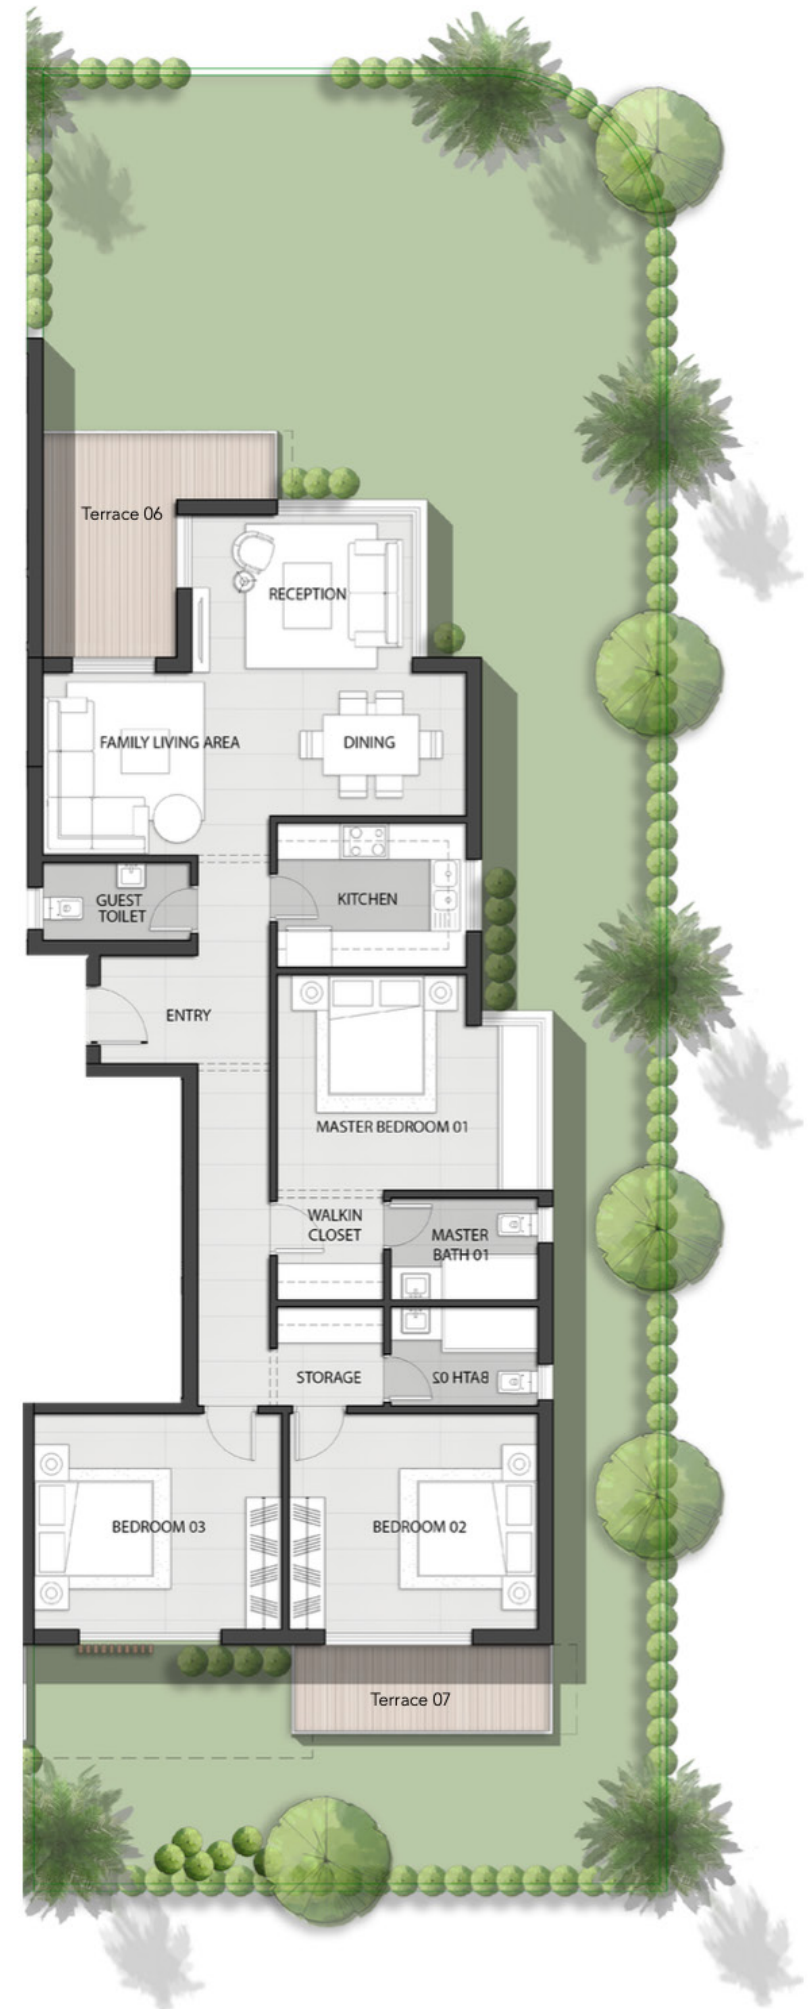 Terrace 06
RECEPTION
FAMILY LIVING AREA
DINING
GUEST
TOILET
KITCHEN
ENTRY
MASTER BEDROOM 01
WALKIN
CLOSET
MASTER
BATH 01
STORAGE
BATH 02
BEDROOM 03
BEDROOM 02
Terrace 07